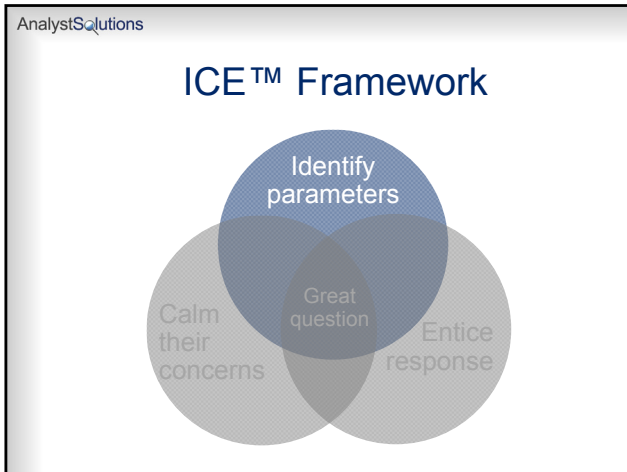 AnalystSolutions
ICE™ Framework
Identify
parameters
Great
question
Calm
their
concerns
Entice
response